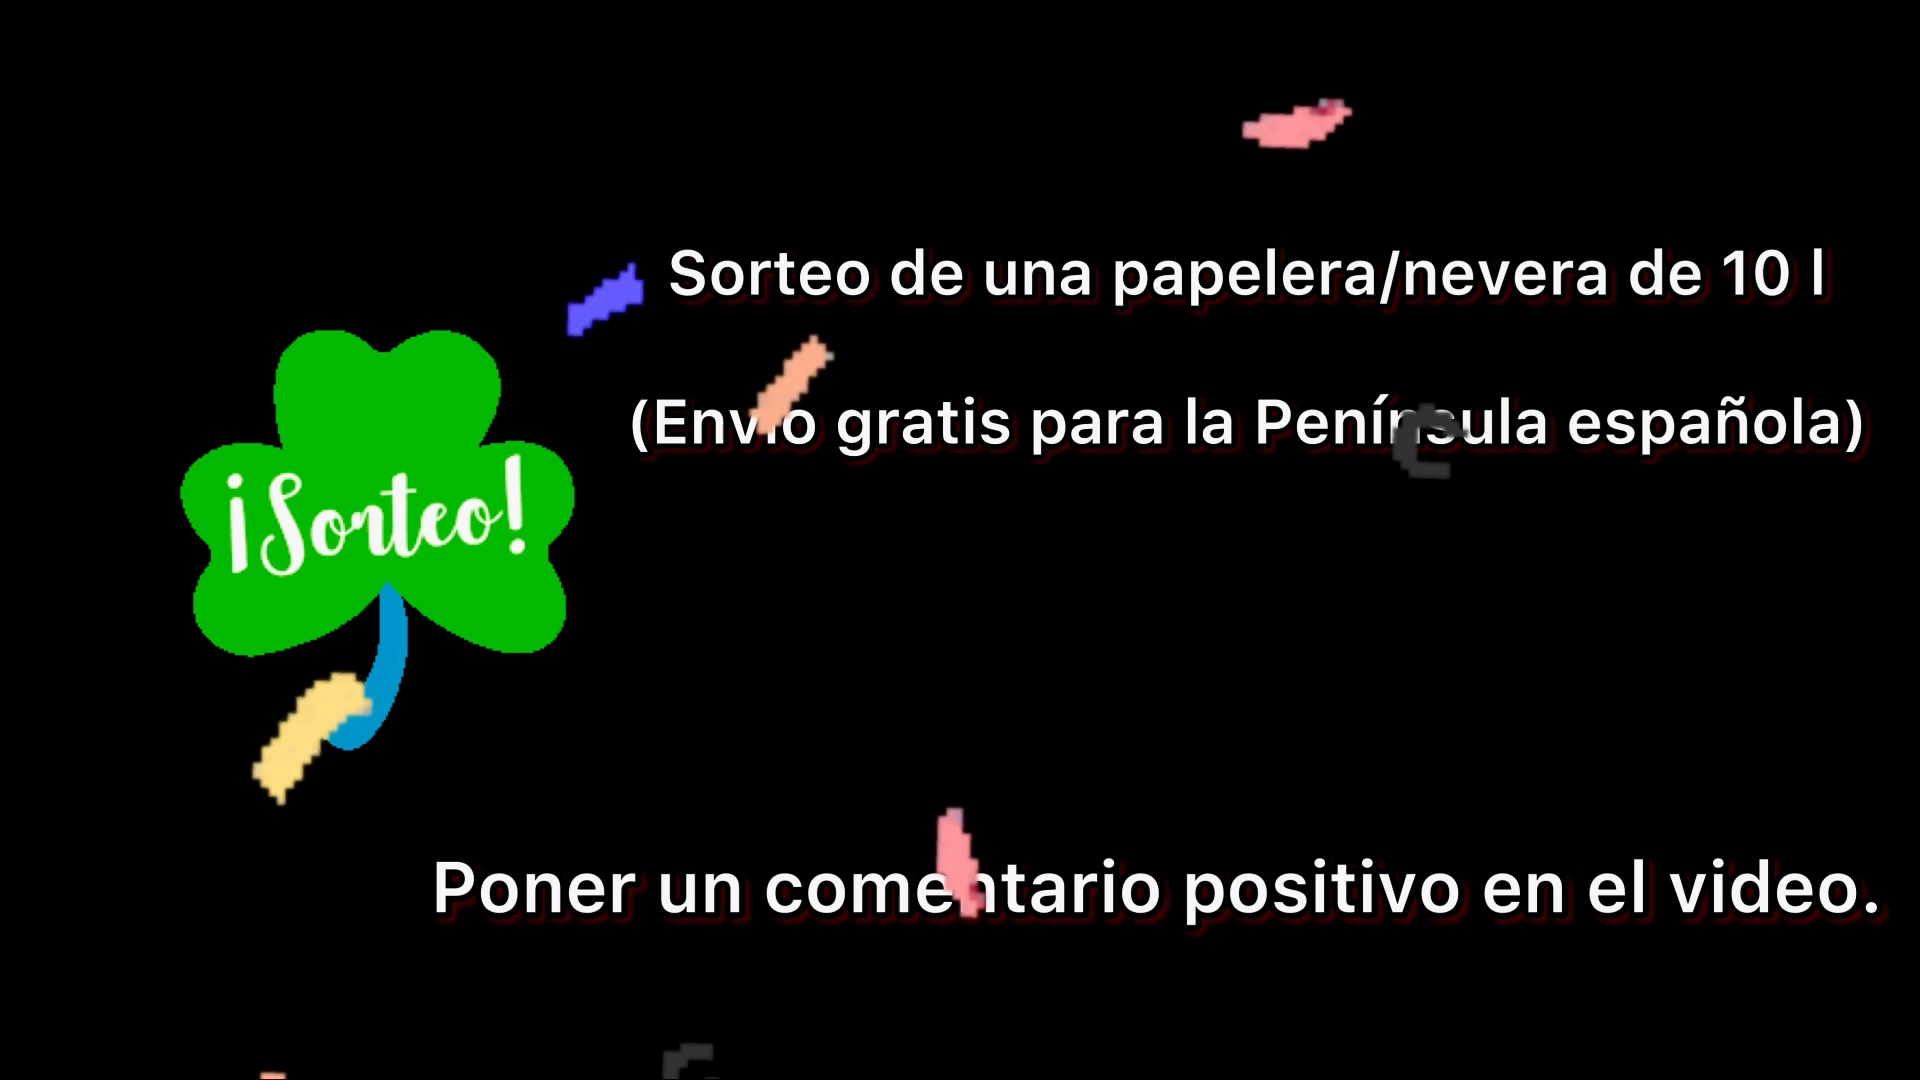 Sorteo de una papelera/nevera de 10 l
(Envío gratis para la Península española)
¡Sorteo!
Poner un comentario positivo en el video.